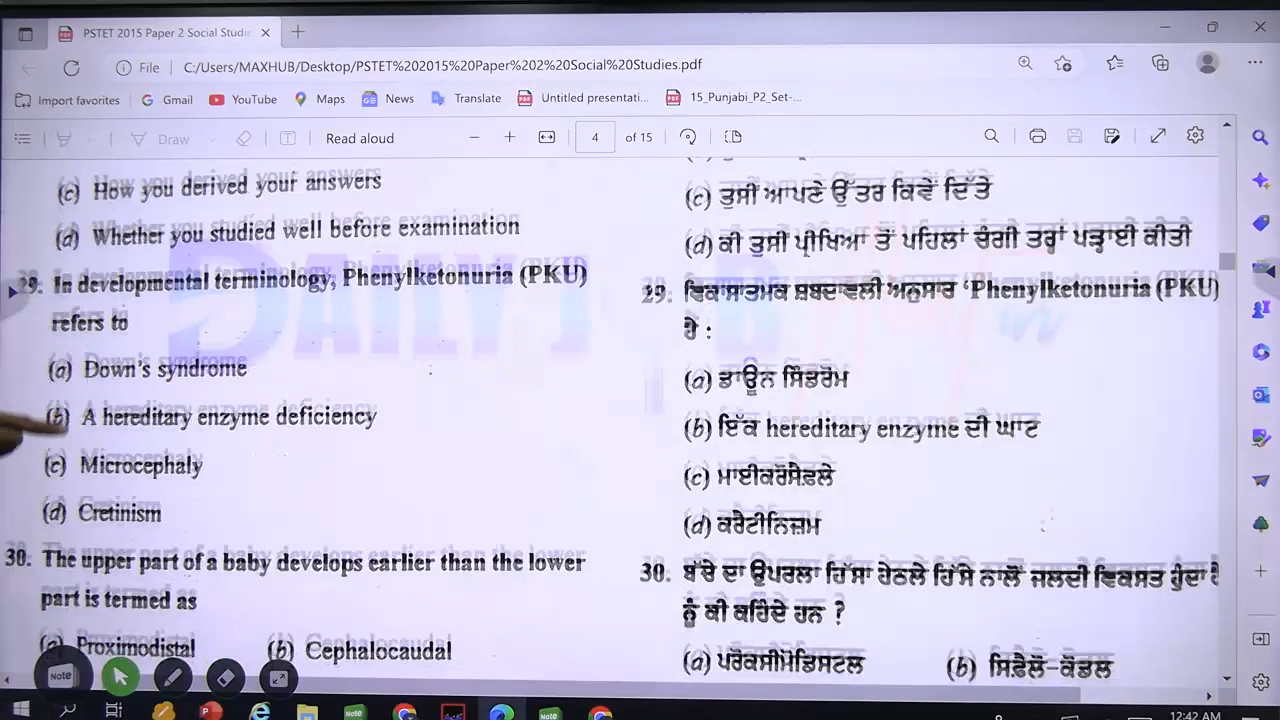 PSTET 2015 Paper 2 Social Studi
File
C:/Users/MAXHUB/Desktop/PSTET%202015%20Paper%202%20Social%20Studies.pdf
Import favorites
Gmail
YouTube
Maps
News
Translate
Untitled presentati...
15_Punjabi_P2_Set-...
Draw
Read aloud
4
of 15
(c) How you derived your answers
(d) Whether you studied well before examination
29. In developmental terminology, Phenylketonuria (PKU)
refers to
(a) Down's syndrome
(b) A hereditary enzyme deficiency
(c) Microcephaly
(d) Cretinism
30. The upper part of a baby develops earlier than the lower
part is termed as
(a) Proximodistal
(b) Cephalocaudal
(c) ਤੁਸੀਂ ਆਪਣੇ ਉੱਤਰ ਕਿਵੇਂ ਦਿੱਤੇ
(d) ਕੀ ਤੁਸੀਂ ਪ੍ਰੀਖਿਆ ਤੋਂ ਪਹਿਲਾਂ ਚੰਗੀ ਤਰ੍ਹਾਂ ਪੜ੍ਹਾਈ ਕੀਤੀ
29. ਵਿਕਾਸਾਤਮਕ ਸ਼ਬਦਾਵਲੀ ਅਨੁਸਾਰ 'Phenylketonuria (PKU)
ਹੈ :
(a) ਡਾਊਨ ਸਿੰਡਰੋਮ
(b) ਇੱਕ hereditary enzyme ਦੀ ਘਾਟ
(c) ਮਾਈਕਰੋਸੈਫ਼ਲੇ
(d) ਕਰੈਟੀਨਿਜ਼ਮ
30. ਬੱਚੇ ਦਾ ਉਪਰਲਾ ਹਿੱਸਾ ਹੇਠਲੇ ਹਿੱਸੇ ਨਾਲੋਂ ਜਲਦੀ ਵਿਕਸਤ ਹੁੰਦਾ ਹੈ
ਨੂੰ ਕੀ ਕਹਿੰਦੇ ਹਨ ?
(a) ਪਰੋਕਸੀਮੋਡਿਸਟਲ
(b) ਸਿਫ਼ੈਲੋ-ਕੋਡਲ
Note
Note
Note
12:42 AM